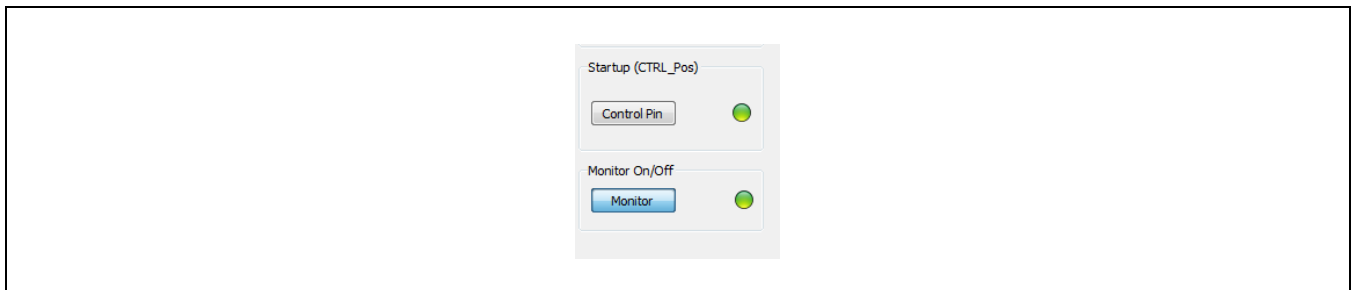 Startup (CTRL_Pos)
Control Pin
Monitor On/Off
Monitor